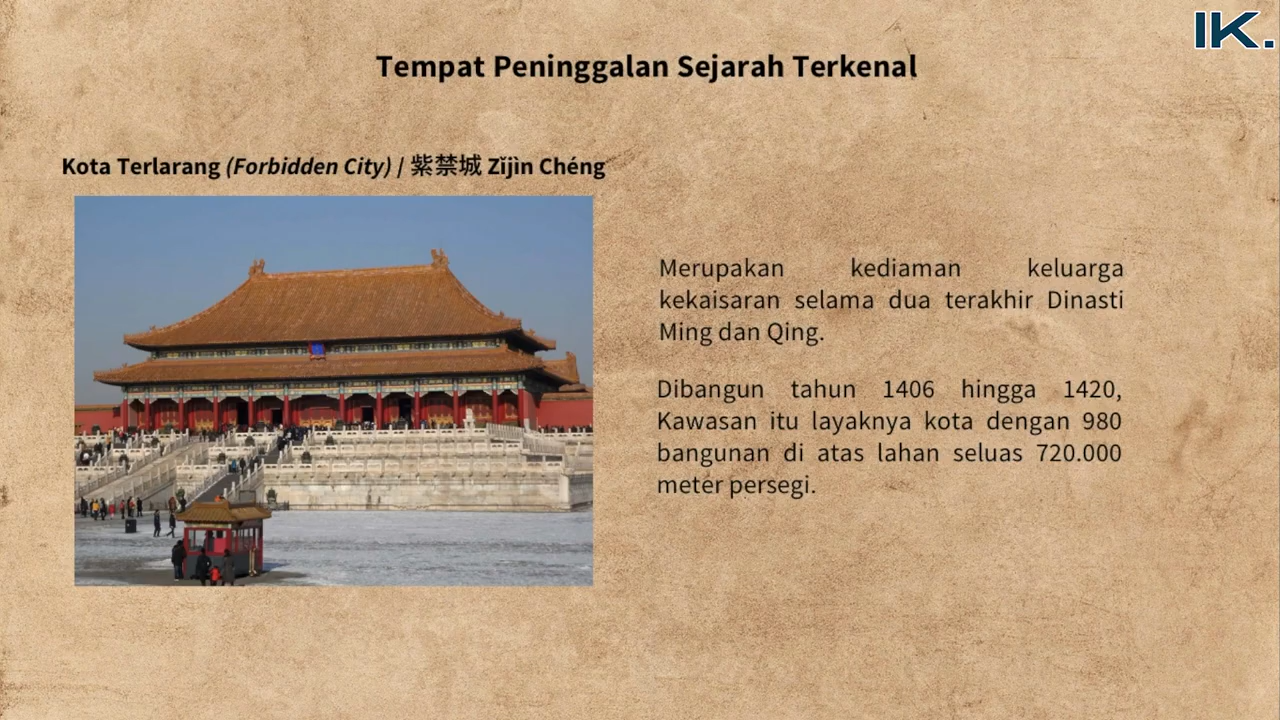 IK.
Tempat Peninggalan Sejarah Terkenal
Kota Terlarang (Forbidden City) / 紫禁城 Zǐjìn Chéng
Merupakan kediaman keluarga
kekaisaran selama dua terakhir Dinasti
Ming dan Qing.
Dibangun tahun 1406 hingga 1420,
Kawasan itu layaknya kota dengan 980
bangunan di atas lahan seluas 720.000
meter persegi.